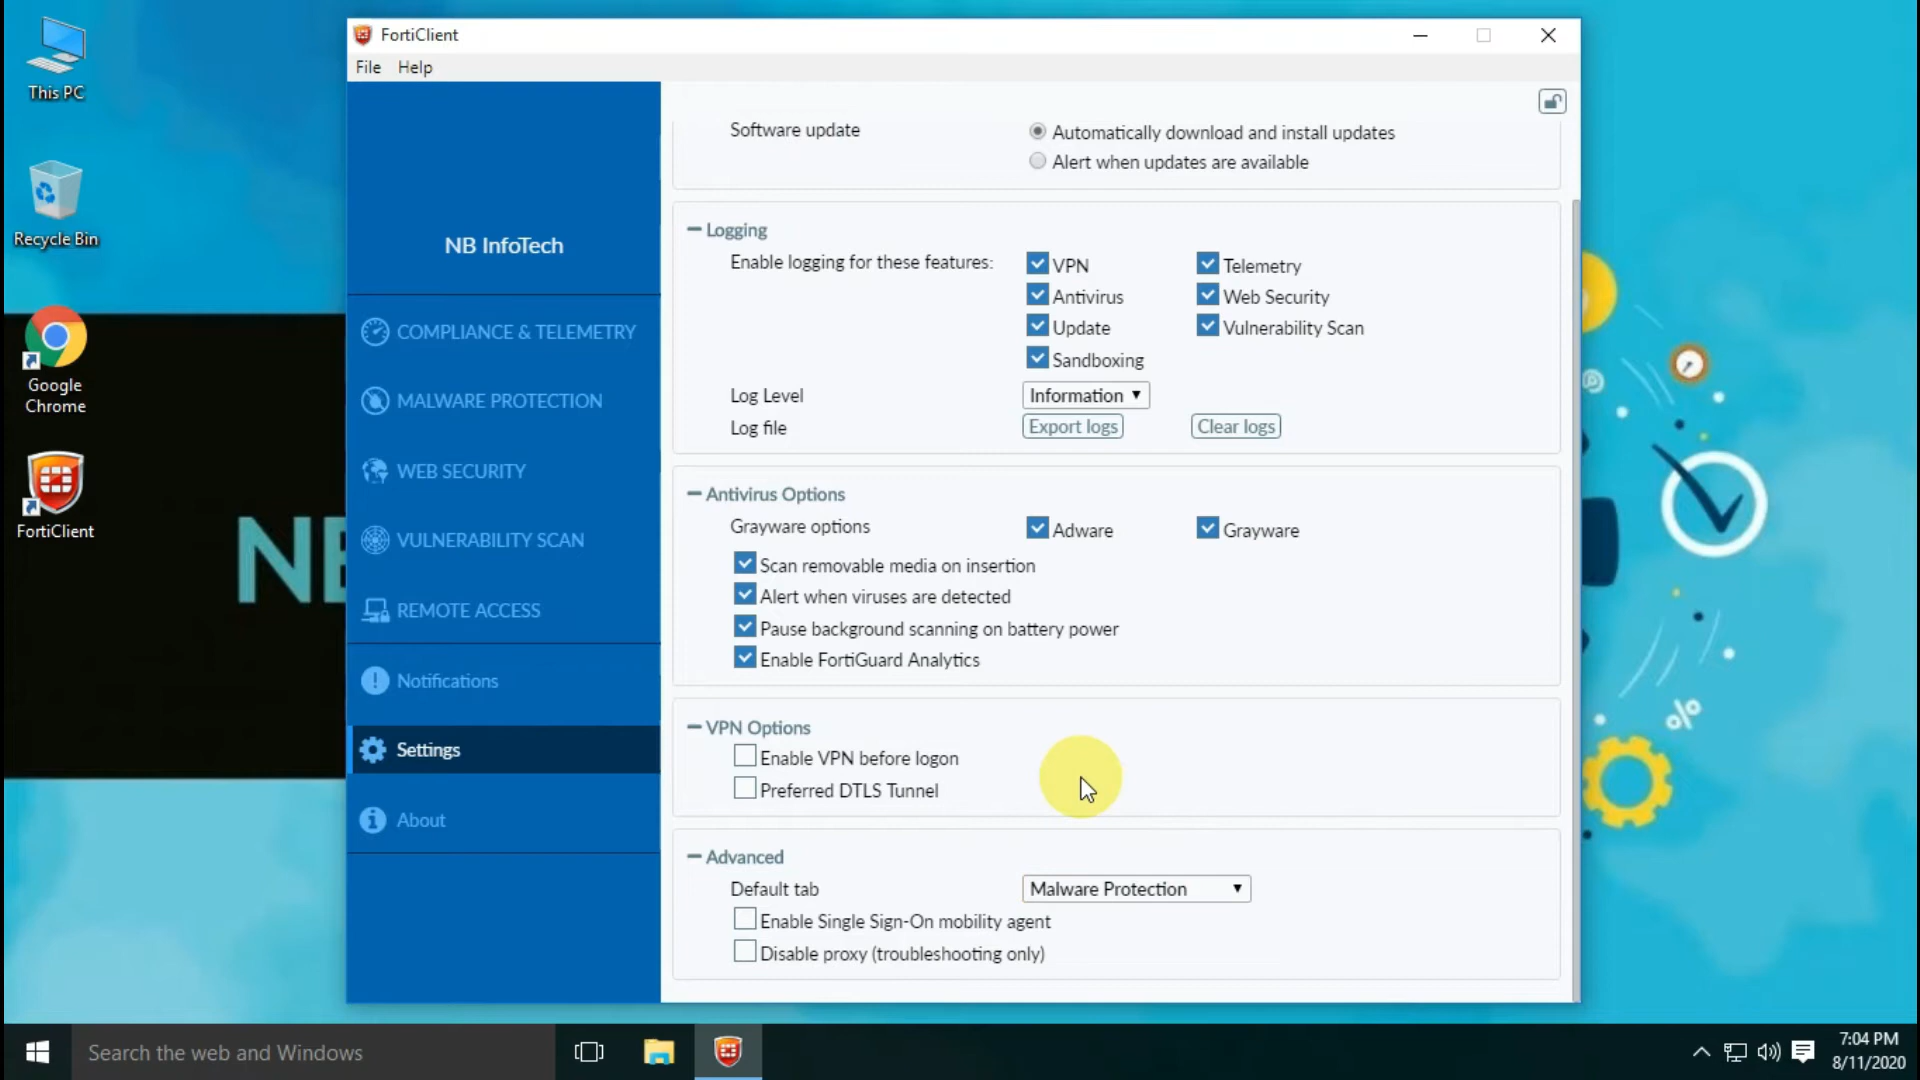 This PC
Recycle Bin
Google
Chrome
FortiClient
FortiClient
File Help
NB InfoTech
COMPLIANCE & TELEMETRY
MALWARE PROTECTION
WEB SECURITY
VULNERABILITY SCAN
REMOTE ACCESS
Notifications
Settings
About
Software update
Automatically download and install updates
Alert when updates are available
Logging
Enable logging for these features:
VPN
Telemetry
Antivirus
Web Security
Update
Vulnerability Scan
Sandboxing
Log Level
Information
Log file
Export logs
Clear logs
Antivirus Options
Grayware options
Adware
Grayware
Scan removable media on insertion
Alert when viruses are detected
Pause background scanning on battery power
Enable FortiGuard Analytics
VPN Options
Enable VPN before logon
Preferred DTLS Tunnel
Advanced
Default tab
Malware Protection
Enable Single Sign-On mobility agent
Disable proxy (troubleshooting only)
%
Search the web and Windows
7:04 PM
8/11/2020